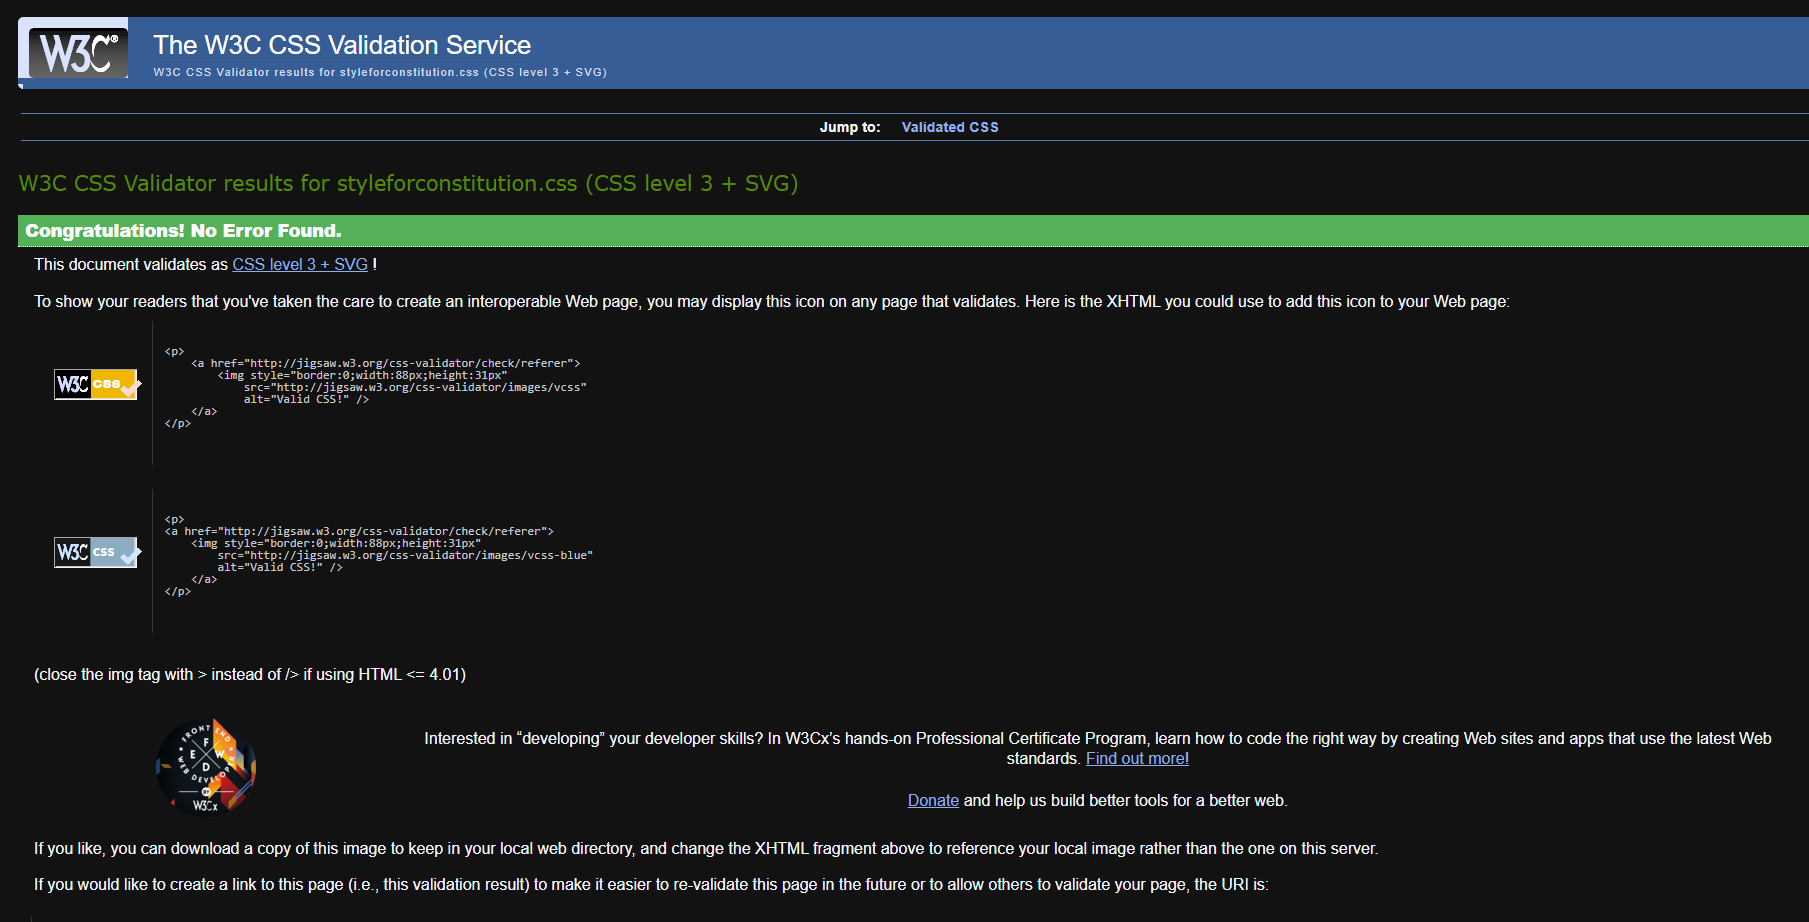 W3C®
The W3C CSS Validation Service
W3C CSS Validator results for styleforconstitution.css (CSS level 3 + SVG)
Jump to: Validated CSS
W3C CSS Validator results for styleforconstitution.css (CSS level 3 + SVG)
Congratulations! No Error Found.
This document validates as CSS level 3 + SVG !
To show your readers that you've taken the care to create an interoperable Web page, you may display this icon on any page that validates. Here is the XHTML you could use to add this icon to your Web page:
W3C css
<p>
    <a href="http://jigsaw.w3.org/css-validator/check/referer">
        <img style="border:0;width:88px;height:31px"
            src="http://jigsaw.w3.org/css-validator/images/vcss"
            alt="Valid CSS!" />
    </a>
</p>
W3C css
<p>
<a href="http://jigsaw.w3.org/css-validator/check/referer">
    <img style="border:0;width:88px;height:31px"
        src="http://jigsaw.w3.org/css-validator/images/vcss-blue"
        alt="Valid CSS!" />
    </a>
</p>
(close the img tag with > instead of /> if using HTML <= 4.01)
FRONT END
F E W D
WEB DEVELOPER
BY
W3Cx
Interested in “developing” your developer skills? In W3Cx’s hands-on Professional Certificate Program, learn how to code the right way by creating Web sites and apps that use the latest Web
standards. Find out more!
Donate and help us build better tools for a better web.
If you like, you can download a copy of this image to keep in your local web directory, and change the XHTML fragment above to reference your local image rather than the one on this server.
If you would like to create a link to this page (i.e., this validation result) to make it easier to re-validate this page in the future or to allow others to validate your page, the URI is: